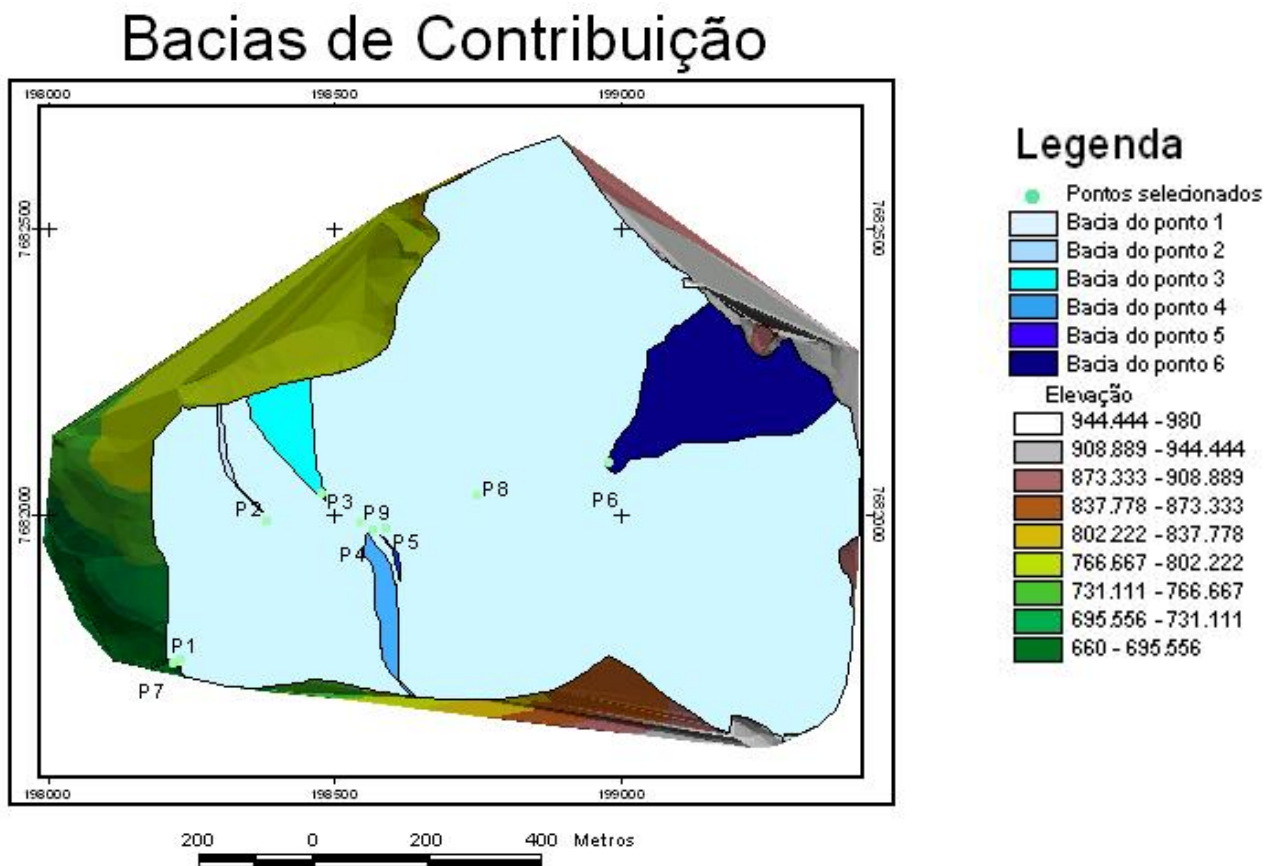 Bacias de Contribuição
198000 198500 199000
7682500 7682500
7682000 7682000
P2
P3
P8
P6
P9
P4
P5
P1
P7
198000 198500 199000
200 0 200 400 Metros
Legenda
Pontos selecionados
Bacia do ponto 1
Bacia do ponto 2
Bacia do ponto 3
Bacia do ponto 4
Bacia do ponto 5
Bacia do ponto 6
Elevação
944.444 - 980
908.889 - 944.444
873.333 - 908.889
837.778 - 873.333
802.222 - 837.778
766.667 - 802.222
731.111 - 766.667
695.556 - 731.111
660 - 695.556